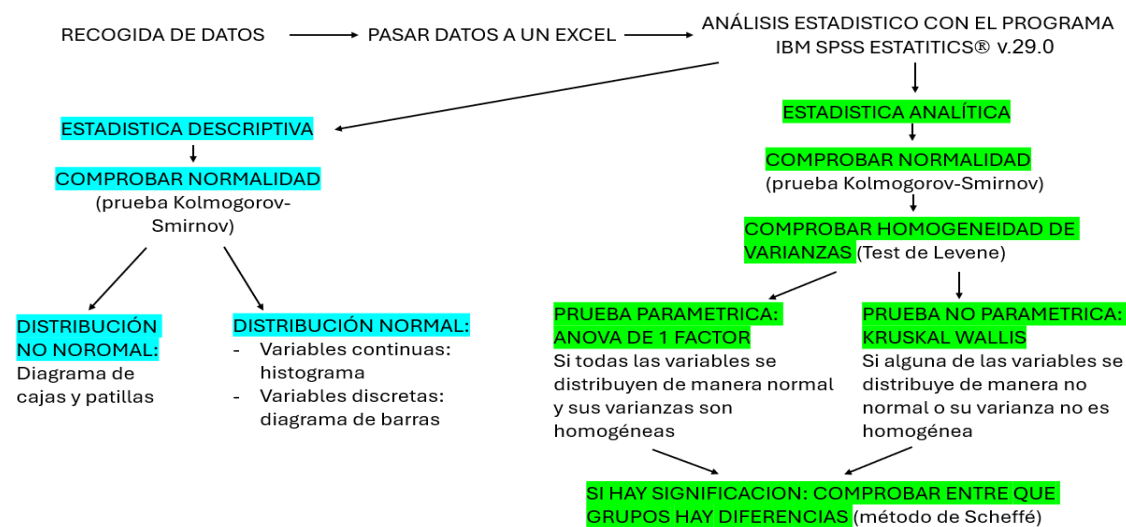 RECOGIDA DE DATOS
PASAR DATOS A UN EXCEL
ANÁLISIS ESTADISTICO CON EL PROGRAMA
IBM SPSS ESTATITICS® v.29.0
ESTADISTICA DESCRIPTIVA
COMPROBAR NORMALIDAD
(prueba Kolmogorov-
Smirnov)
DISTRIBUCIÓN
NO NOROMAL:
Diagrama de
cajas y patillas
DISTRIBUCIÓN NORMAL:
- Variables continuas:
histograma
- Variables discretas:
diagrama de barras
ESTADISTICA ANALÍTICA
COMPROBAR NORMALIDAD
(prueba Kolmogorov-Smirnov)
COMPROBAR HOMOGENEIDAD DE
VARIANZAS (Test de Levene)
PRUEBA PARAMETRICA:
ANOVA DE 1 FACTOR
Si todas las variables se
distribuyen de manera normal
y sus varianzas son
homogéneas
PRUEBA NO PARAMETRICA:
KRUSKAL WALLIS
Si alguna de las variables se
distribuye de manera no
normal o su varianza no es
homogénea
SI HAY SIGNIFICACION: COMPROBAR ENTRE QUE
GRUPOS HAY DIFERENCIAS (método de Scheffé)